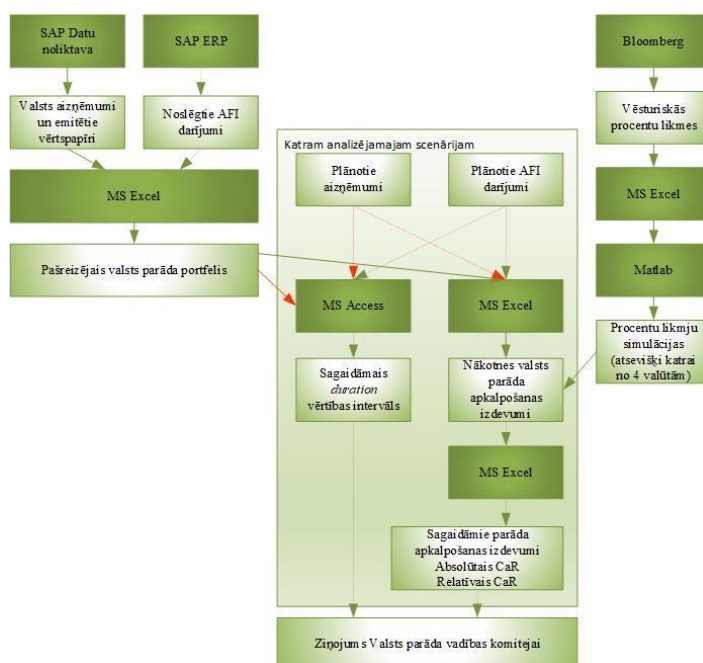 SAP Datu
noliktava
SAP ERP
Bloomberg
Valsts aizņēmumi
un emitētie
vērtspapīri
Noslēgtie AFI
darījumi
Vēsturiskās
procentu likmes
Katram analizējamajam scenārijam
Plānotie
aizņēmumi
Plānotie AFI
darījumi
MS Excel
MS Excel
Pašreizējais valsts parāda portfelis
Matlab
MS Access
MS Excel
Procentu likmju
simulācijas
(atsevišķi katrai
no 4 valūtām)
Sagaidāmais
duration
vērtības intervāls
Nākotnes valsts
parāda
apkalpošanas
izdevumi
MS Excel
Sagaidāmie parāda
apkalpošanas izdevumi
Absolūtais CaR
Relatīvais CaR
Ziņojums Valsts parāda vadības komitejai